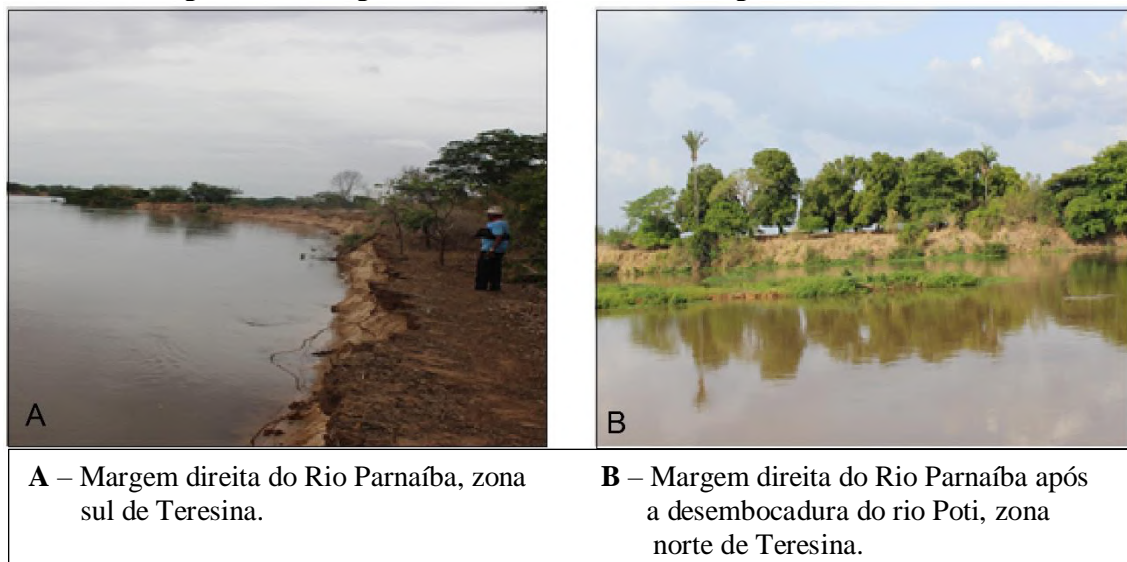 A
B
A – Margem direita do Rio Parnaíba, zona
sul de Teresina.
B – Margem direita do Rio Parnaíba após
a desembocadura do rio Poti, zona
norte de Teresina.